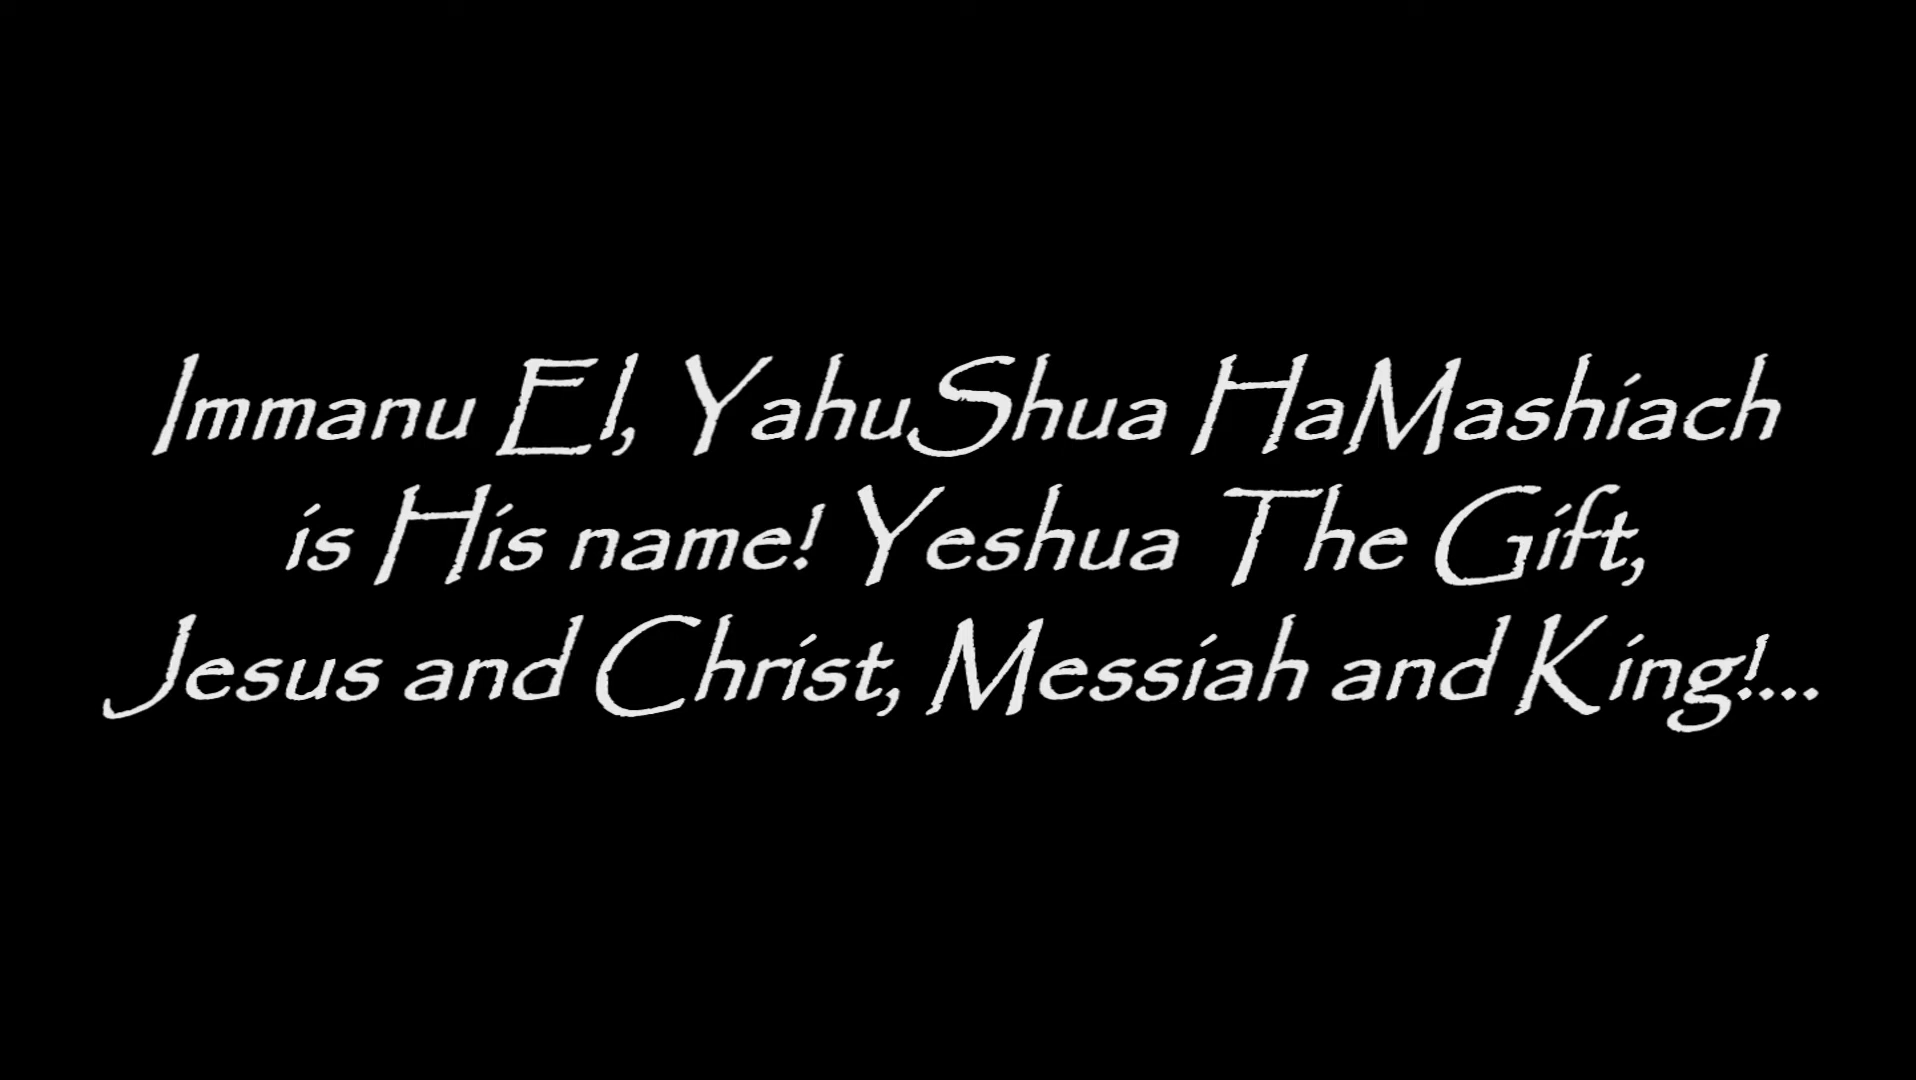 Immanu El, YahuShua HaMashiach
is His name! Yeshua The Gift,
Jesus and Christ, Messiah and King!...